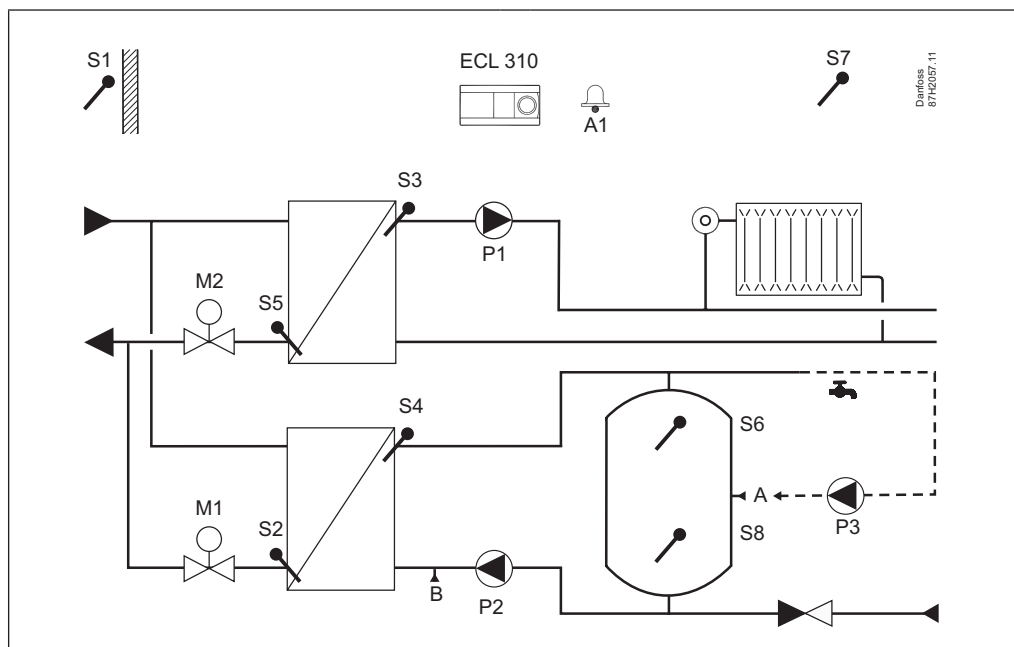 S1
ECL 310
S7
Danfoss
87H2057.11
A1
S3
P1
M2
S5
S4
S6
A
M1
S2
S8
P3
B
P2